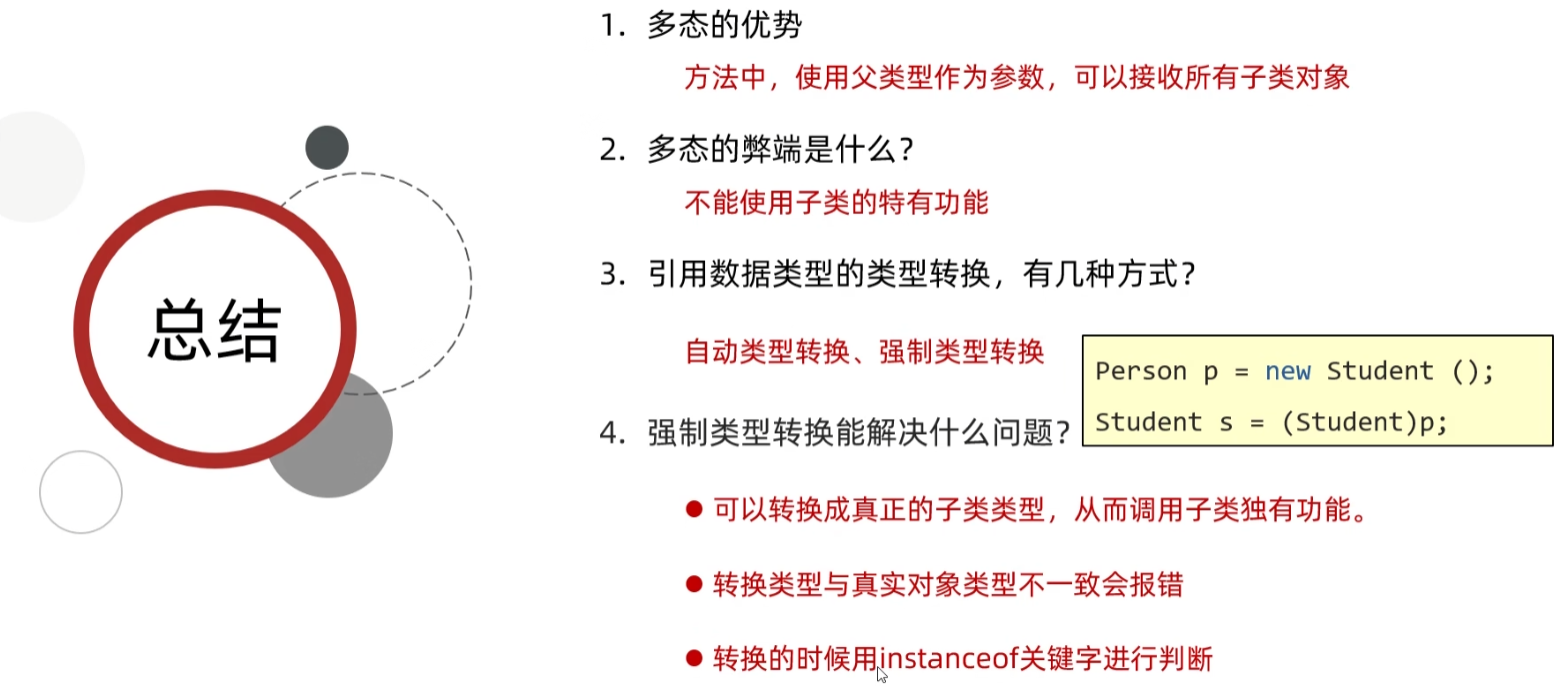 总结
1. 多态的优势
方法中，使用父类型作为参数，可以接收所有子类对象
2. 多态的弊端是什么？
不能使用子类的特有功能
3. 引用数据类型的类型转换，有几种方式？
自动类型转换、强制类型转换
Person p = new Student ();
Student s = (Student)p;
4. 强制类型转换能解决什么问题？
● 可以转换成真正的子类类型，从而调用子类独有功能。
● 转换类型与真实对象类型不一致会报错
● 转换的时候用instanceof关键字进行判断